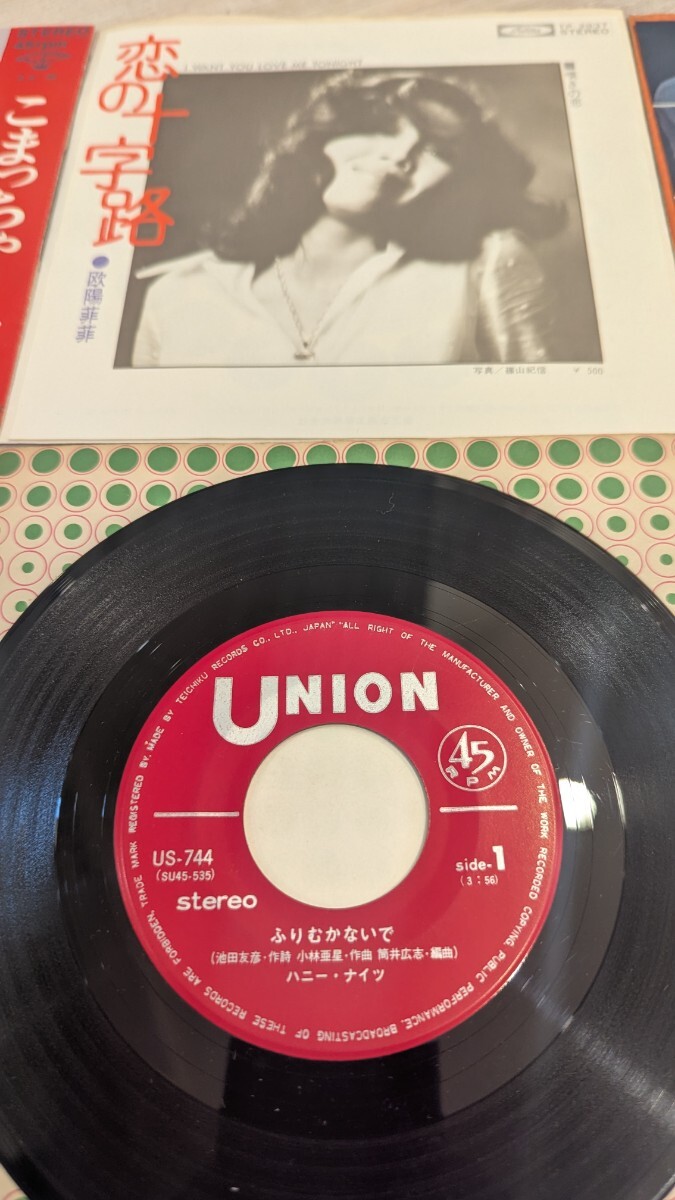 こまっちゃ
恋の十字路
I WANT YOU LOVE ME TONIGHT
STEREO
●欧陽菲菲
写真/篠山紀信 ¥ 500
MADE BY TEICHIKU RECORDS CO., LTD., JAPAN" "ALL RIGHT OF THE MANUFACTURER AND OWNER OF THE WORK RECORDED COPYING, PUBLIC PERFORMANCE, BROADCASTING OF THESE RECORDS ARE FORBIDDEN, TRADE MARK REGISTERED BY.
UNION
45
RPM
US-744
(SU45-535)
stereo
side-1
(3:56)
ふりむかないで
(池田友彦・作詩 小林亜星・作曲 筒井広志・編曲)
ハニー・ナイツ